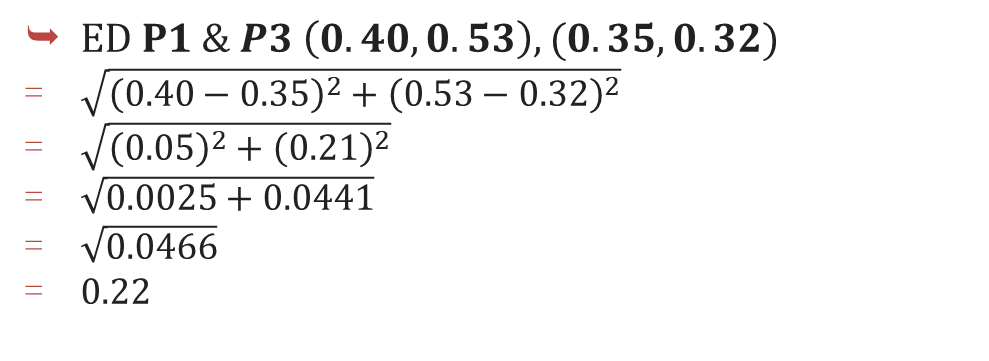 ➥ ED P1 & P3 (0.40, 0.53), (0.35, 0.32)
= √(0.40 − 0.35)² + (0.53 − 0.32)²
= √(0.05)² + (0.21)²
= √0.0025 + 0.0441
= √0.0466
= 0.22